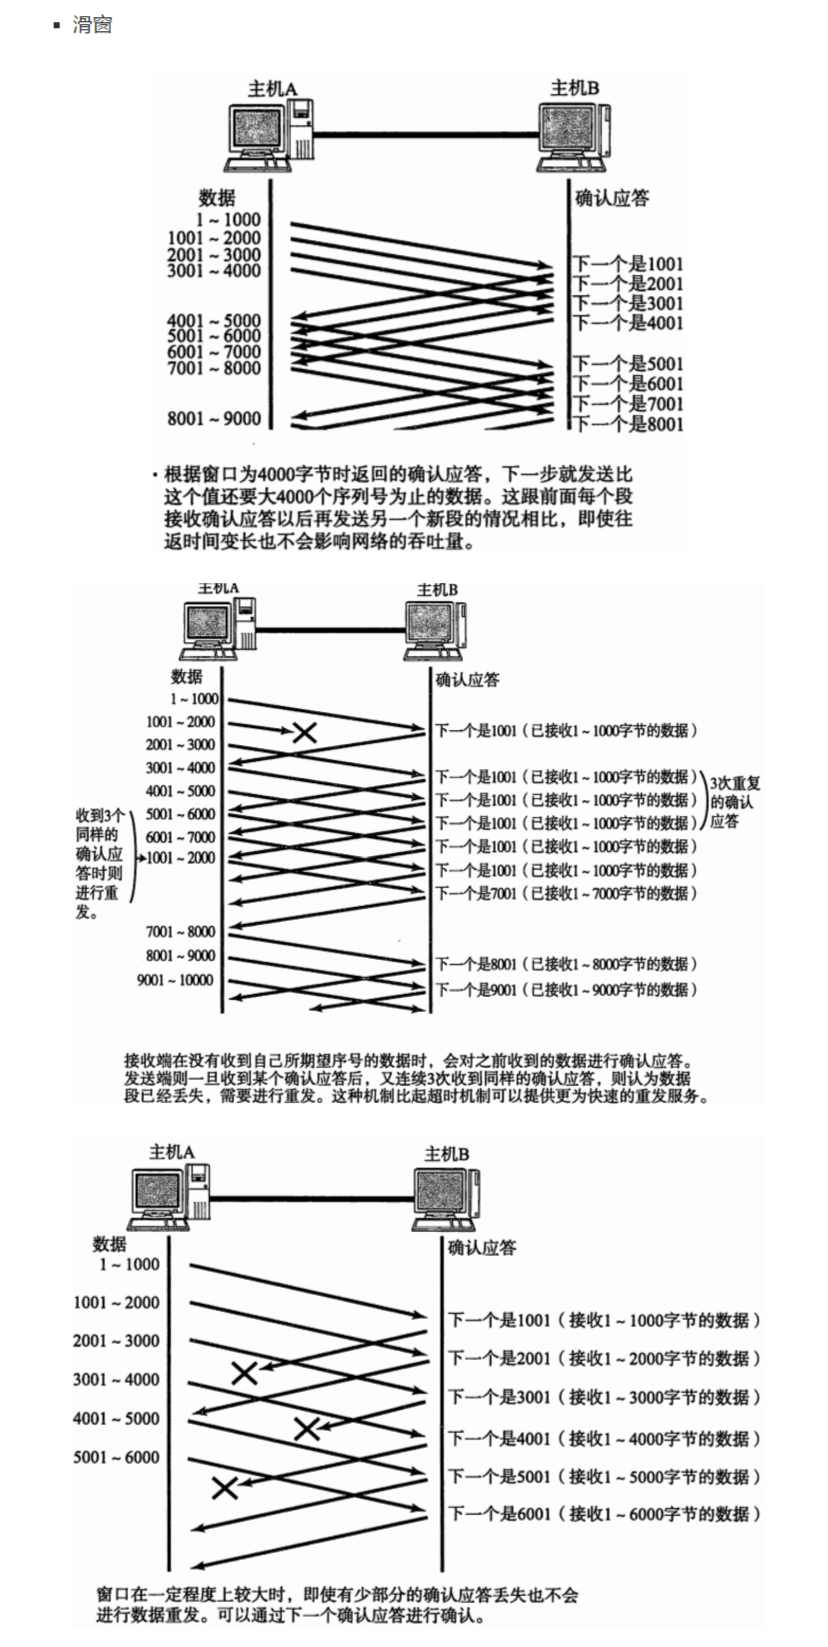 ▪ 滑窗
主机A 主机B
数据 确认应答
1 ~ 1000
1001 ~ 2000
2001 ~ 3000
3001 ~ 4000
下一个是1001
下一个是2001
下一个是3001
下一个是4001
4001 ~ 5000
5001 ~ 6000
6001 ~ 7000
7001 ~ 8000
下一个是5001
下一个是6001
下一个是7001
下一个是8001
8001 ~ 9000
· 根据窗口为4000字节时返回的确认应答，下一步就发送比
这个值还要大4000个序列号为止的数据。这跟前面每个段
接收确认应答以后再发送另一个新段的情况相比，即使往
返时间变长也不会影响网络的吞吐量。
主机A 主机B
数据 确认应答
1 ~ 1000
1001 ~ 2000
2001 ~ 3000
3001 ~ 4000
4001 ~ 5000
5001 ~ 6000
6001 ~ 7000
1001 ~ 2000
收到3个
同样的
确认应
答时则
进行重
发。
下一个是1001（已接收1 ~ 1000字节的数据）
下一个是1001（已接收1 ~ 1000字节的数据）
下一个是1001（已接收1 ~ 1000字节的数据）
下一个是1001（已接收1 ~ 1000字节的数据）
下一个是1001（已接收1 ~ 1000字节的数据）
下一个是1001（已接收1 ~ 1000字节的数据）
下一个是7001（已接收1 ~ 7000字节的数据）
3次重复
的确认
应答
7001 ~ 8000
8001 ~ 9000
9001 ~ 10000
下一个是8001（已接收1 ~ 8000字节的数据）
下一个是9001（已接收1 ~ 9000字节的数据）
接收端在没有收到自己所期望序号的数据时，会对之前收到的数据进行确认应答。
发送端则一旦收到某个确认应答后，又连续3次收到同样的确认应答，则认为数据
段已经丢失，需要进行重发。这种机制比起超时机制可以提供更为快速的重发服务。
主机A 主机B
数据 确认应答
1 ~ 1000
1001 ~ 2000
2001 ~ 3000
3001 ~ 4000
4001 ~ 5000
5001 ~ 6000
下一个是1001（接收1 ~ 1000字节的数据）
下一个是2001（接收1 ~ 2000字节的数据）
下一个是3001（接收1 ~ 3000字节的数据）
下一个是4001（接收1 ~ 4000字节的数据）
下一个是5001（接收1 ~ 5000字节的数据）
下一个是6001（接收1 ~ 6000字节的数据）
窗口在一定程度上较大时，即使有少部分的确认应答丢失也不会
进行数据重发。可以通过下一个确认应答进行确认。